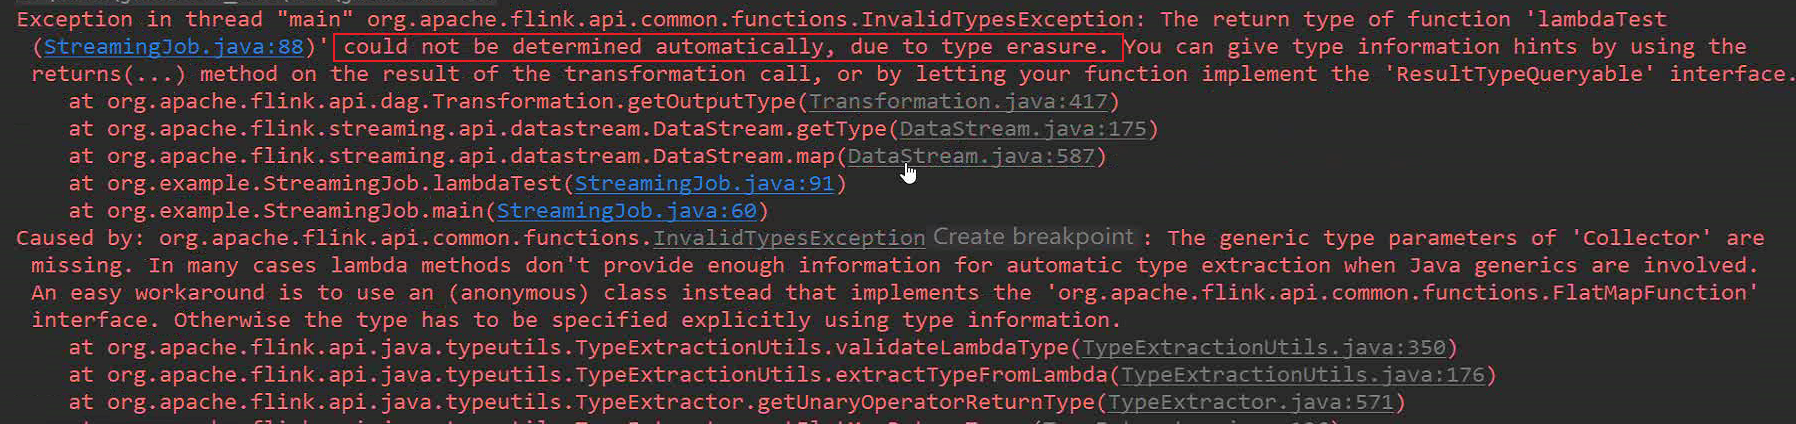 Exception in thread "main" org.apache.flink.api.common.functions.InvalidTypesException: The return type of function 'lambdaTest
(StreamingJob.java:88)' could not be determined automatically, due to type erasure. You can give type information hints by using the
returns(...) method on the result of the transformation call, or by letting your function implement the 'ResultTypeQueryable' interface.
at org.apache.flink.api.dag.Transformation.getOutputType(Transformation.java:417)
at org.apache.flink.streaming.api.datastream.DataStream.getType(DataStream.java:175)
at org.apache.flink.streaming.api.datastream.DataStream.map(DataStream.java:587)
at org.example.StreamingJob.lambdaTest(StreamingJob.java:91)
at org.example.StreamingJob.main(StreamingJob.java:60)
Caused by: org.apache.flink.api.common.functions.InvalidTypesException Create breakpoint : The generic type parameters of 'Collector' are
missing. In many cases lambda methods don't provide enough information for automatic type extraction when Java generics are involved.
An easy workaround is to use an (anonymous) class instead that implements the 'org.apache.flink.api.common.functions.FlatMapFunction'
interface. Otherwise the type has to be specified explicitly using type information.
at org.apache.flink.api.java.typeutils.TypeExtractionUtils.validateLambdaType(TypeExtractionUtils.java:350)
at org.apache.flink.api.java.typeutils.TypeExtractionUtils.extractTypeFromLambda(TypeExtractionUtils.java:176)
at org.apache.flink.api.java.typeutils.TypeExtractor.getUnaryOperatorReturnType(TypeExtractor.java:571)